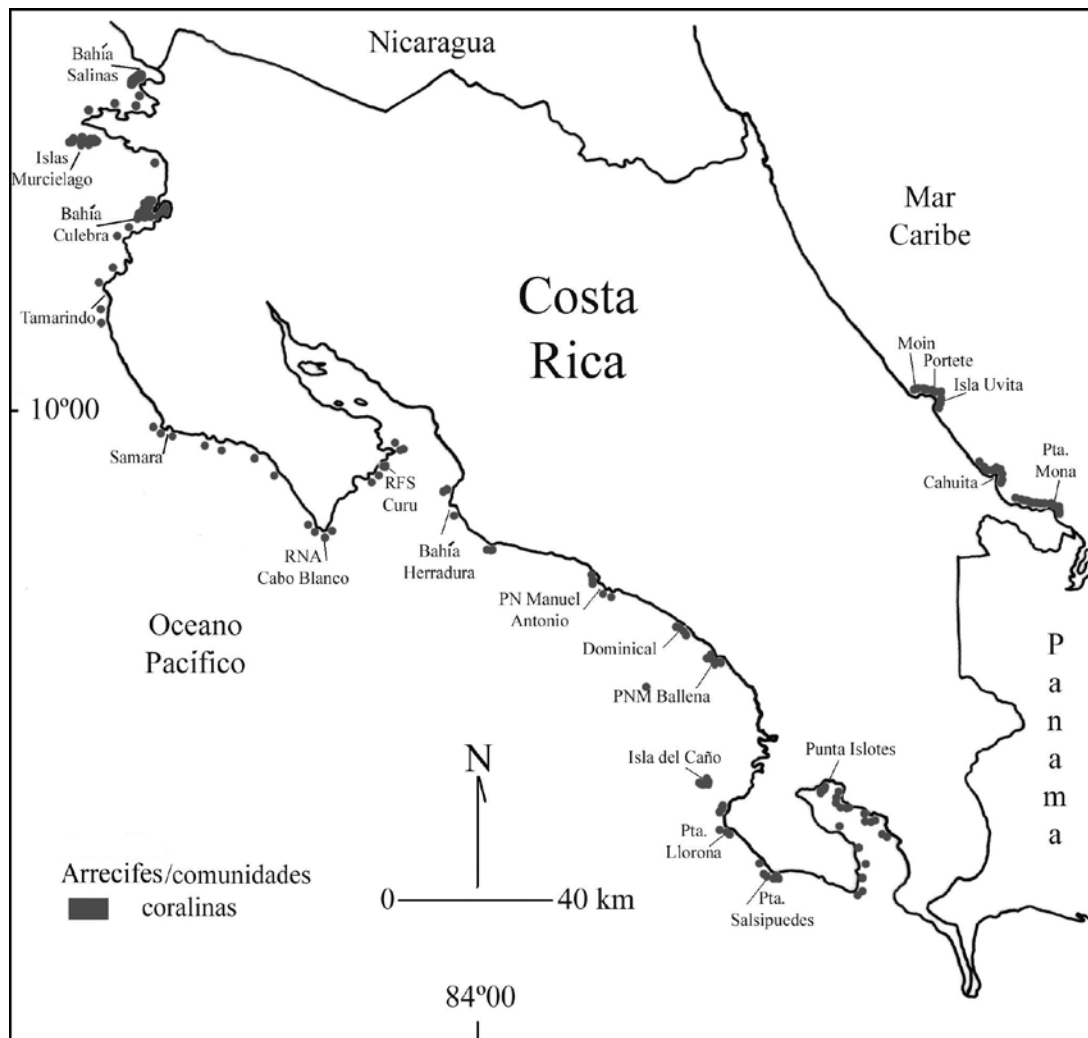 Nicaragua
Bahía
Salinas
Islas
Murcielago
Bahía
Culebra
Tamarindo
Mar
Caribe
Costa
Rica
Moin
Portete
Isla Uvita
10º00
Samara
RFS
Curu
Cahuita
Pta.
Mona
RNA
Cabo Blanco
Bahía
Herradura
PN Manuel
Antonio
Oceano
Pacífico
Dominical
PNM Ballena
P
a
n
a
m
a
Isla del Caño
Punta Islotes
N
Pta.
Llorona
Arrecifes/comunidades
coralinas
0 40 km
Pta.
Salsipuedes
84º00